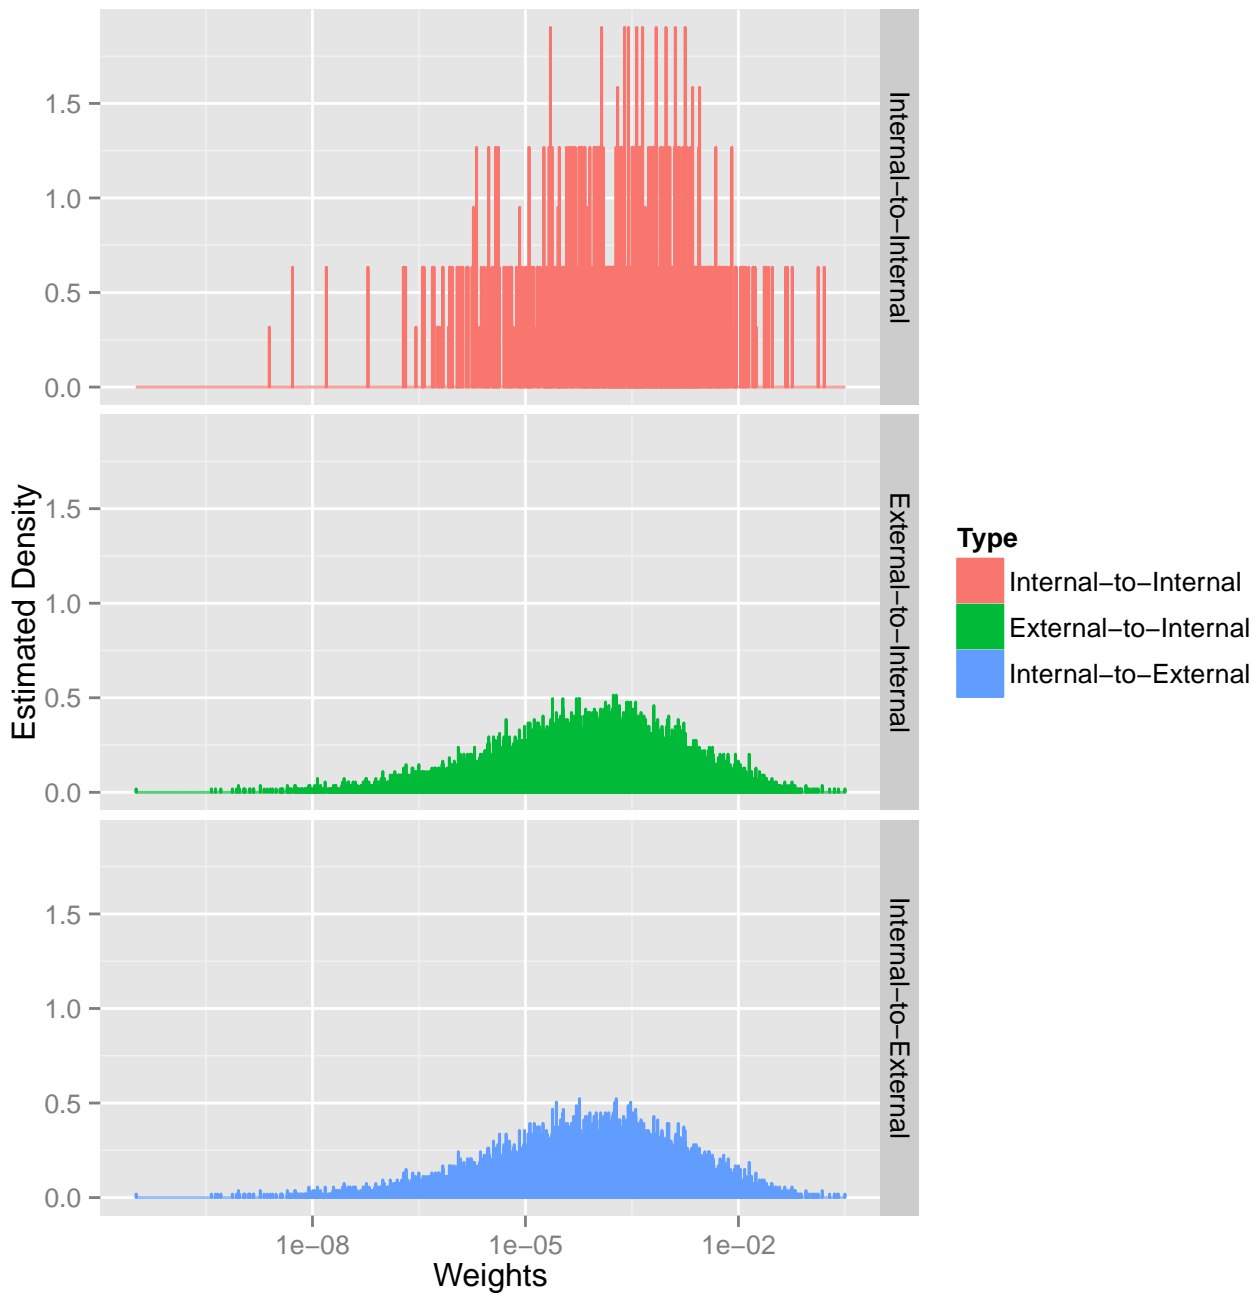 1.5
1.0
0.5
0.0
Internal−to−Internal
1.5
1.0
0.5
0.0
External−to−Internal
1.5
1.0
0.5
0.0
Internal−to−External
Estimated Density
1e−08
1e−05
1e−02
Weights
Type
Internal−to−Internal
External−to−Internal
Internal−to−External